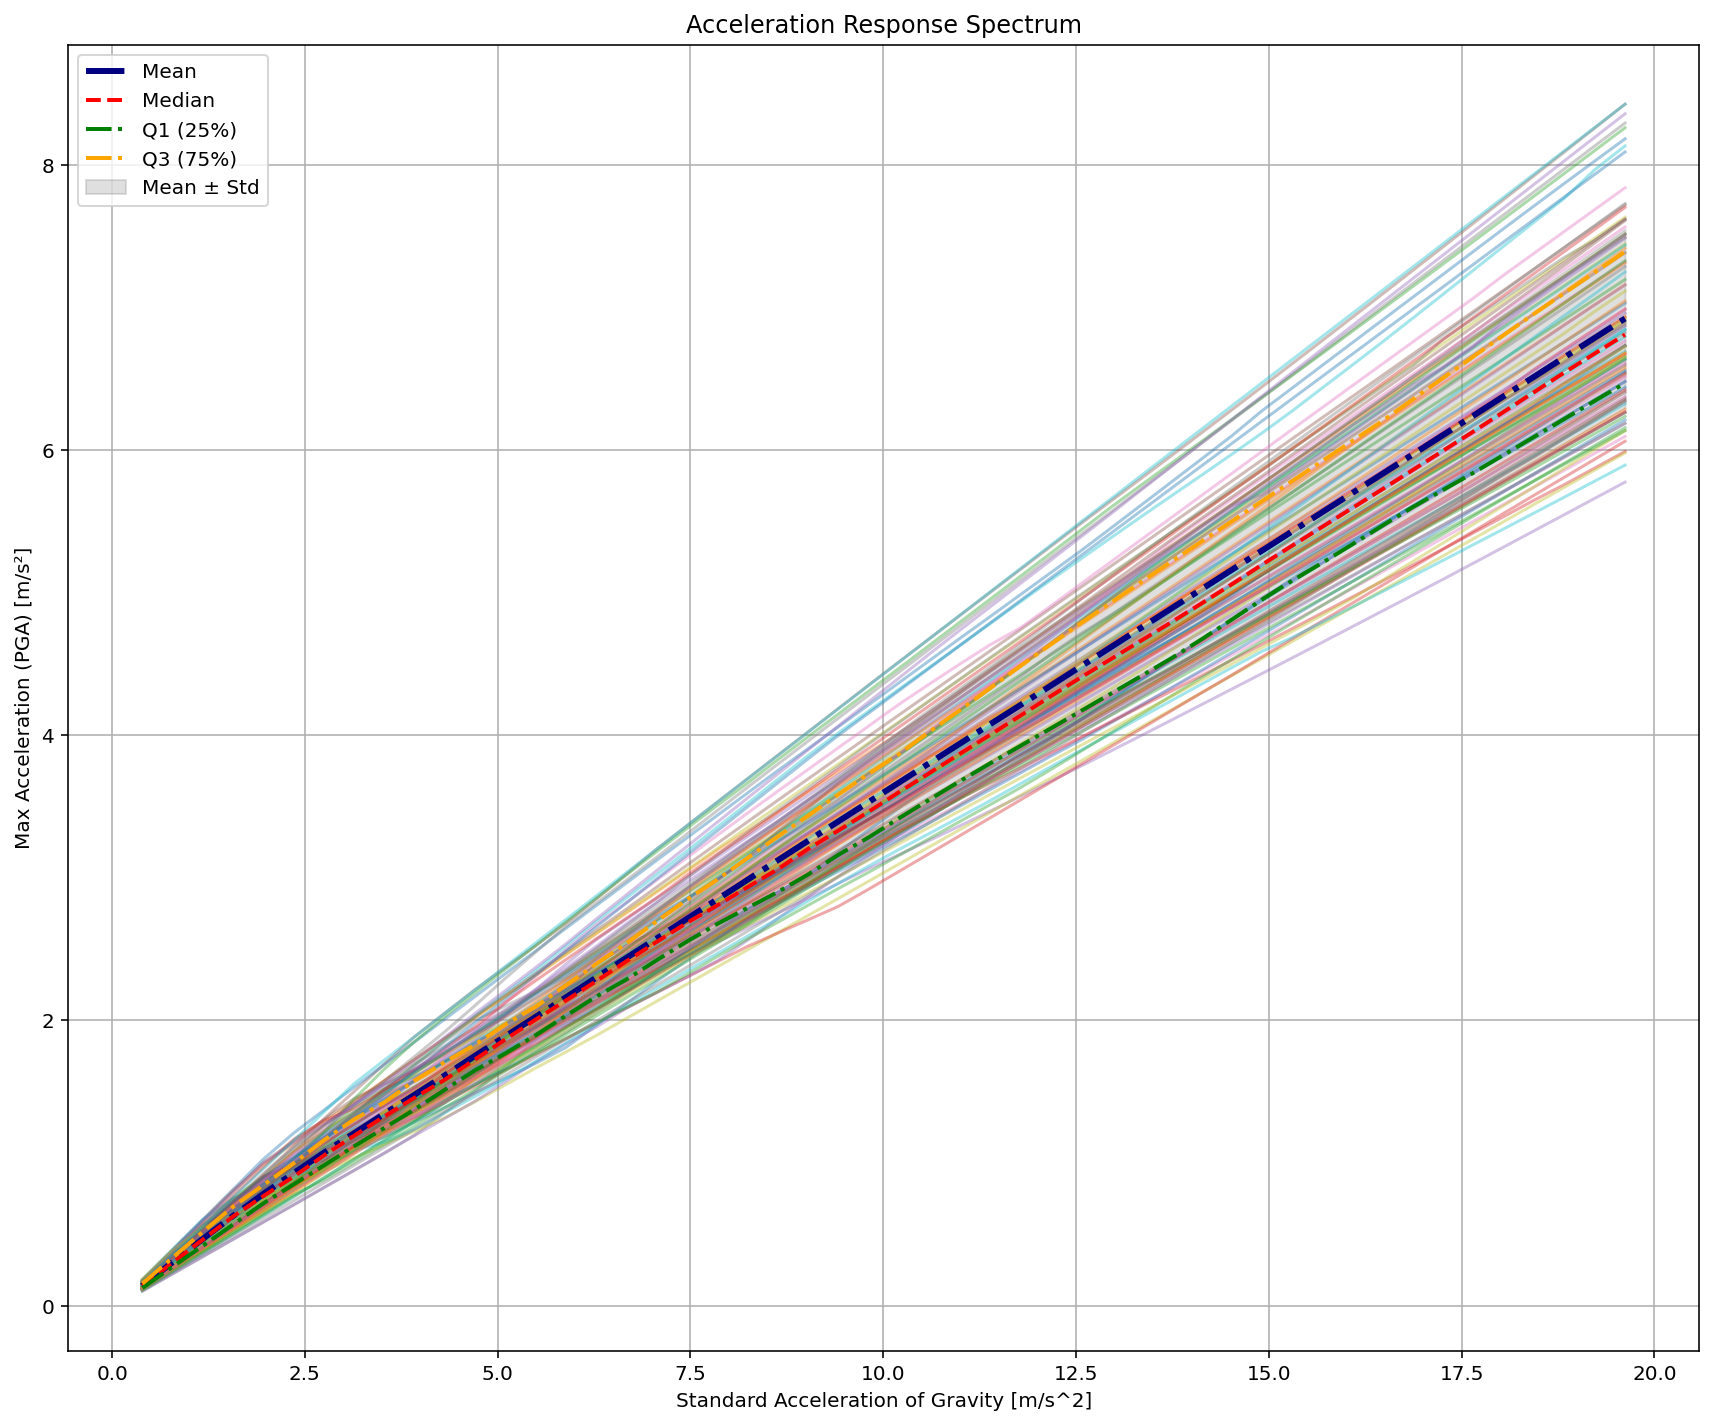 Acceleration Response Spectrum
Mean
Median
Q1 (25%)
Q3 (75%)
Mean ± Std
Max Acceleration (PGA) [m/s²]
8
6
4
2
0
0.0 2.5 5.0 7.5 10.0 12.5 15.0 17.5 20.0
Standard Acceleration of Gravity [m/s^2]